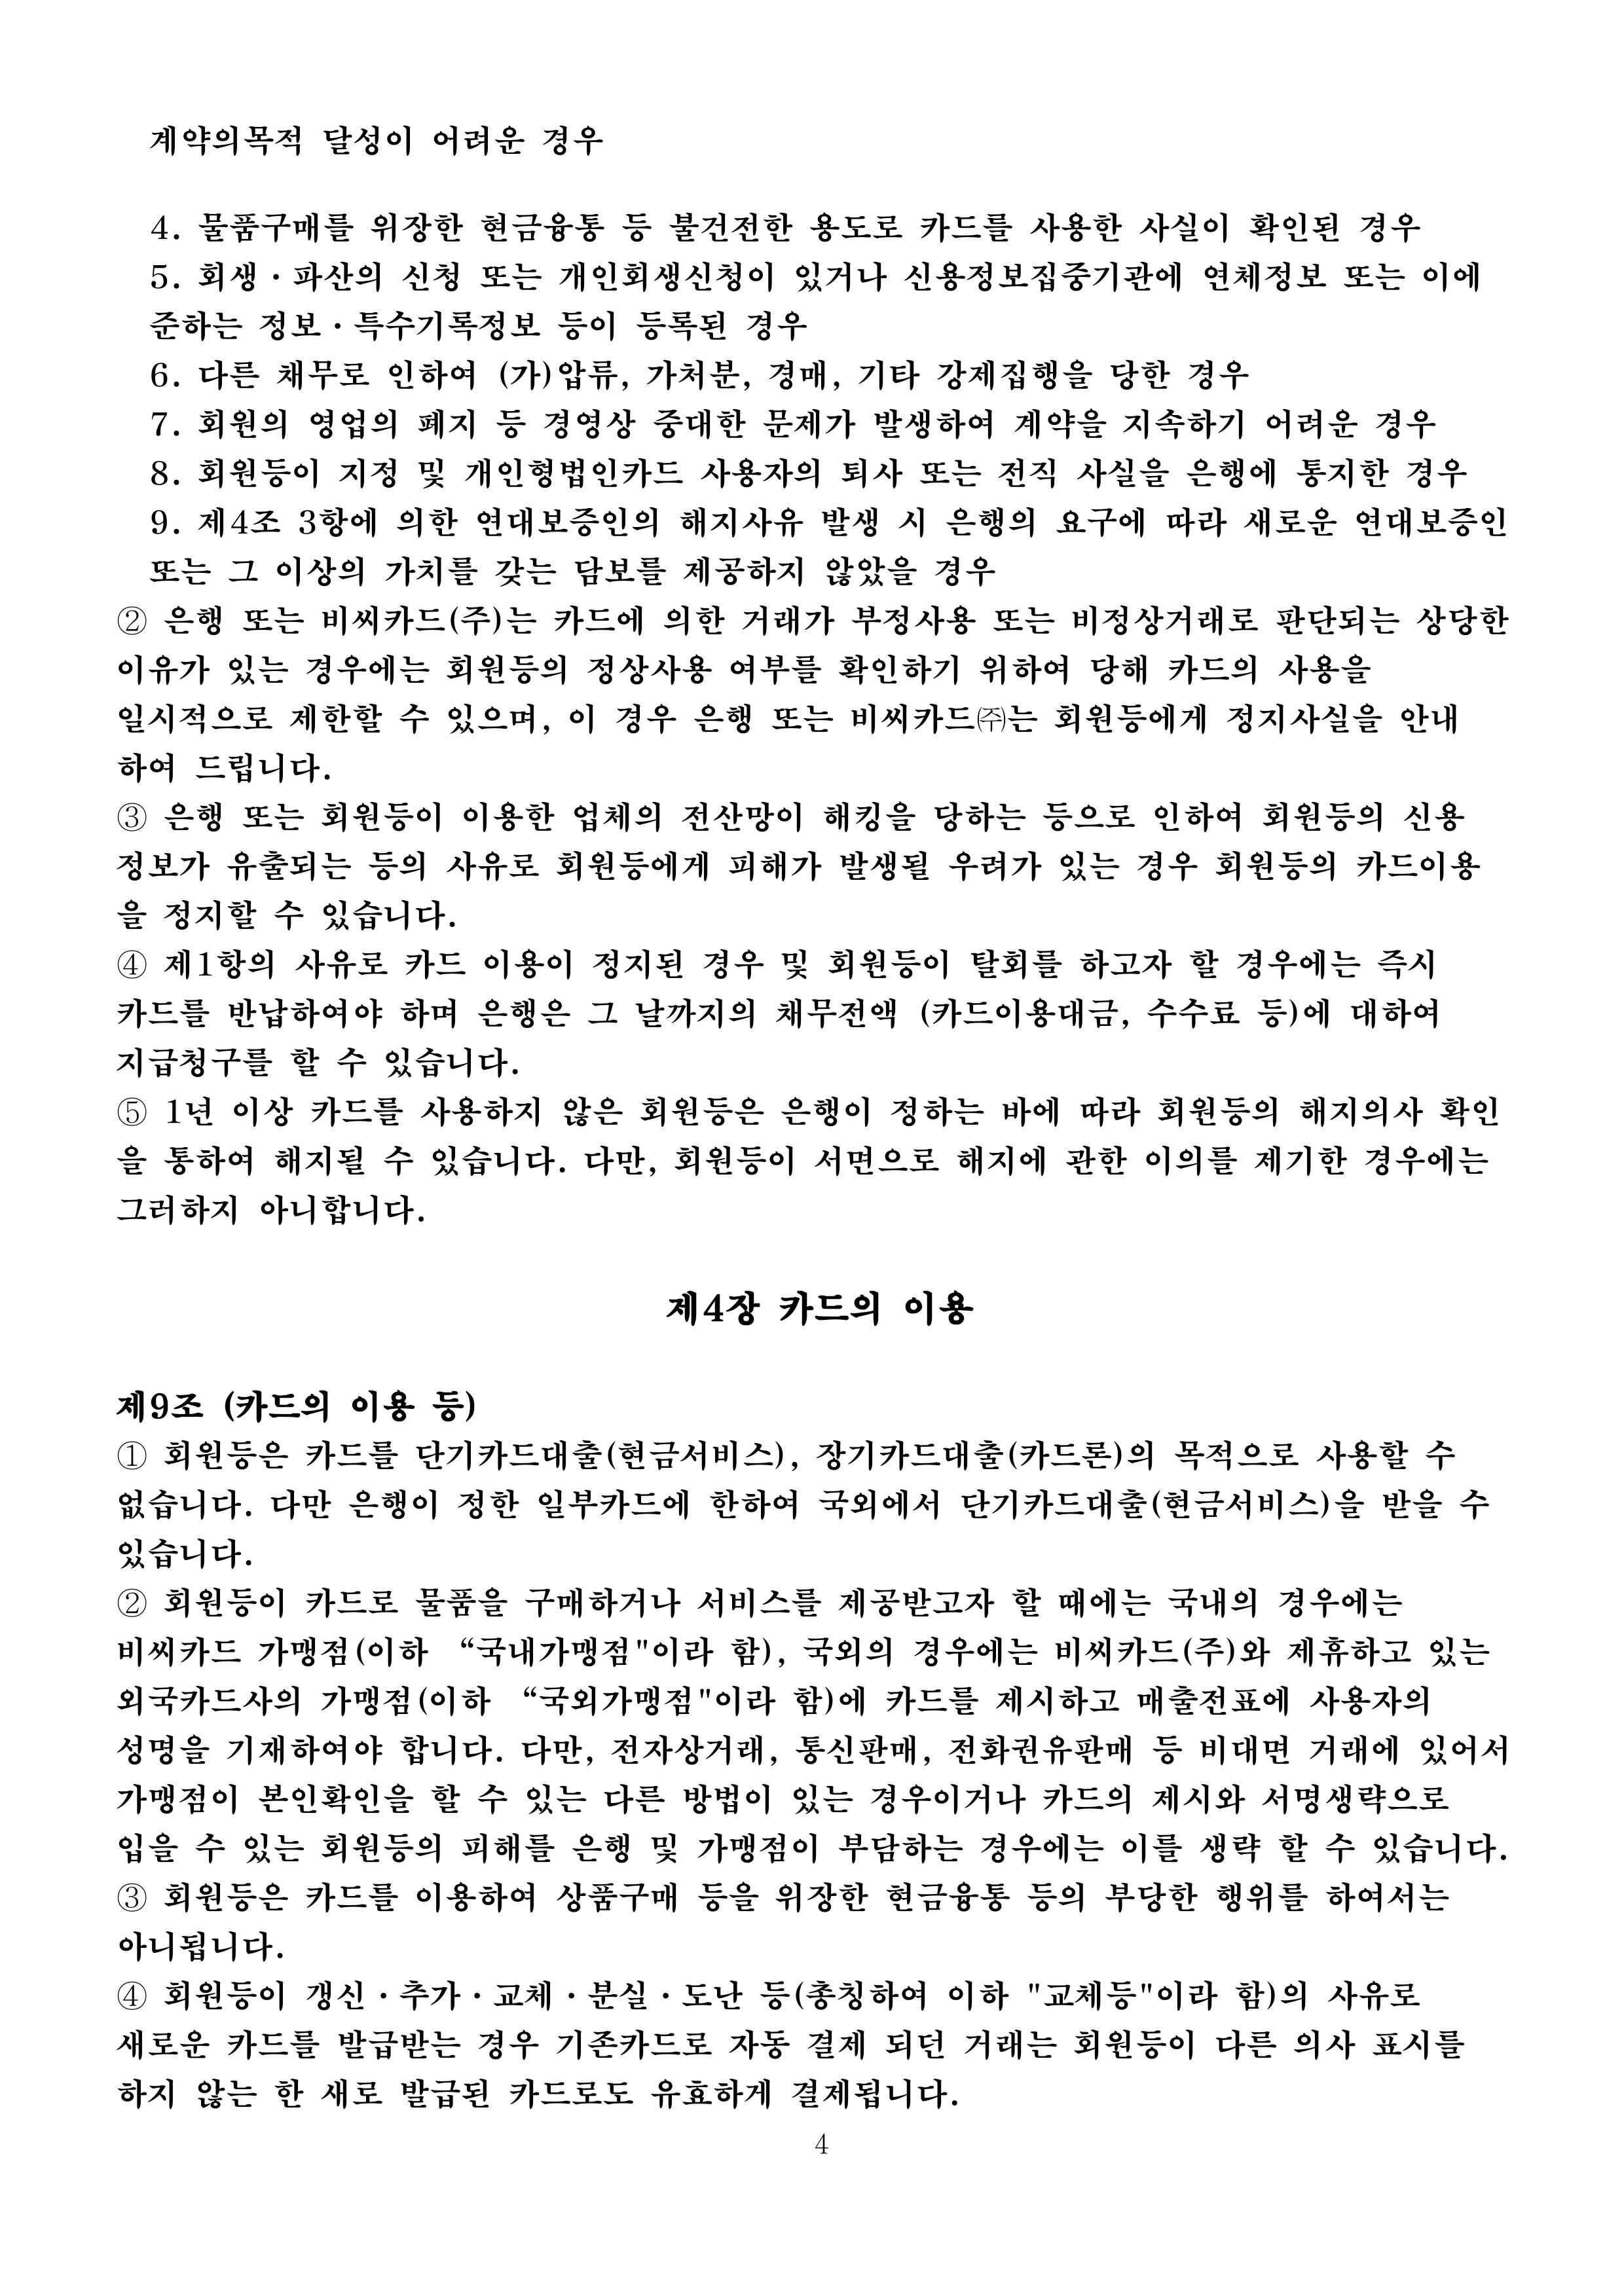 계약의목적 달성이 어려운 경우
4. 물품구매를 위장한 현금융통 등 불건전한 용도로 카드를 사용한 사실이 확인된 경우
5. 회생·파산의 신청 또는 개인회생신청이 있거나 신용정보집중기관에 연체정보 또는 이에
준하는 정보·특수기록정보 등이 등록된 경우
6. 다른 채무로 인하여 (가)압류, 가처분, 경매, 기타 강제집행을 당한 경우
7. 회원의 영업의 폐지 등 경영상 중대한 문제가 발생하여 계약을 지속하기 어려운 경우
8. 회원등이 지정 및 개인형법인카드 사용자의 퇴사 또는 전직 사실을 은행에 통지한 경우
9. 제4조 3항에 의한 연대보증인의 해지사유 발생 시 은행의 요구에 따라 새로운 연대보증인
또는 그 이상의 가치를 갖는 담보를 제공하지 않았을 경우
② 은행 또는 비씨카드(주)는 카드에 의한 거래가 부정사용 또는 비정상거래로 판단되는 상당한
이유가 있는 경우에는 회원등의 정상사용 여부를 확인하기 위하여 당해 카드의 사용을
일시적으로 제한할 수 있으며, 이 경우 은행 또는 비씨카드㈜는 회원등에게 정지사실을 안내
하여 드립니다.
③ 은행 또는 회원등이 이용한 업체의 전산망이 해킹을 당하는 등으로 인하여 회원등의 신용
정보가 유출되는 등의 사유로 회원등에게 피해가 발생될 우려가 있는 경우 회원등의 카드이용
을 정지할 수 있습니다.
④ 제1항의 사유로 카드 이용이 정지된 경우 및 회원등이 탈회를 하고자 할 경우에는 즉시
카드를 반납하여야 하며 은행은 그 날까지의 채무전액 (카드이용대금, 수수료 등)에 대하여
지급청구를 할 수 있습니다.
⑤ 1년 이상 카드를 사용하지 않은 회원등은 은행이 정하는 바에 따라 회원등의 해지의사 확인
을 통하여 해지될 수 있습니다. 다만, 회원등이 서면으로 해지에 관한 이의를 제기한 경우에는
그러하지 아니합니다.
제4장 카드의 이용
제9조 (카드의 이용 등)
① 회원등은 카드를 단기카드대출(현금서비스), 장기카드대출(카드론)의 목적으로 사용할 수
없습니다. 다만 은행이 정한 일부카드에 한하여 국외에서 단기카드대출(현금서비스)을 받을 수
있습니다.
② 회원등이 카드로 물품을 구매하거나 서비스를 제공받고자 할 때에는 국내의 경우에는
비씨카드 가맹점(이하 “국내가맹점"이라 함), 국외의 경우에는 비씨카드(주)와 제휴하고 있는
외국카드사의 가맹점(이하 “국외가맹점"이라 함)에 카드를 제시하고 매출전표에 사용자의
성명을 기재하여야 합니다. 다만, 전자상거래, 통신판매, 전화권유판매 등 비대면 거래에 있어서
가맹점이 본인확인을 할 수 있는 다른 방법이 있는 경우이거나 카드의 제시와 서명생략으로
입을 수 있는 회원등의 피해를 은행 및 가맹점이 부담하는 경우에는 이를 생략 할 수 있습니다.
③ 회원등은 카드를 이용하여 상품구매 등을 위장한 현금융통 등의 부당한 행위를 하여서는
아니됩니다.
④ 회원등이 갱신·추가·교체·분실·도난 등(총칭하여 이하 "교체등"이라 함)의 사유로
새로운 카드를 발급받는 경우 기존카드로 자동 결제 되던 거래는 회원등이 다른 의사 표시를
하지 않는 한 새로 발급된 카드로도 유효하게 결제됩니다.
4